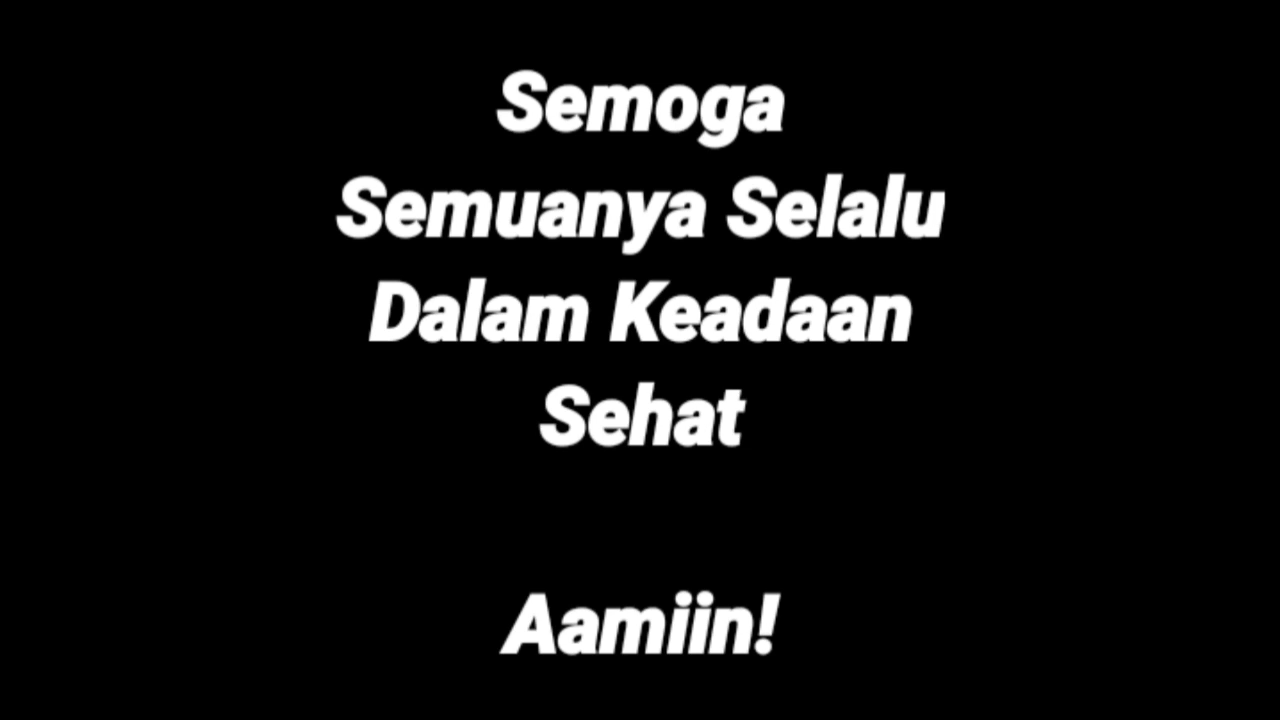 Semoga
Semuanya Selalu
Dalam Keadaan
Sehat
Aamiin!